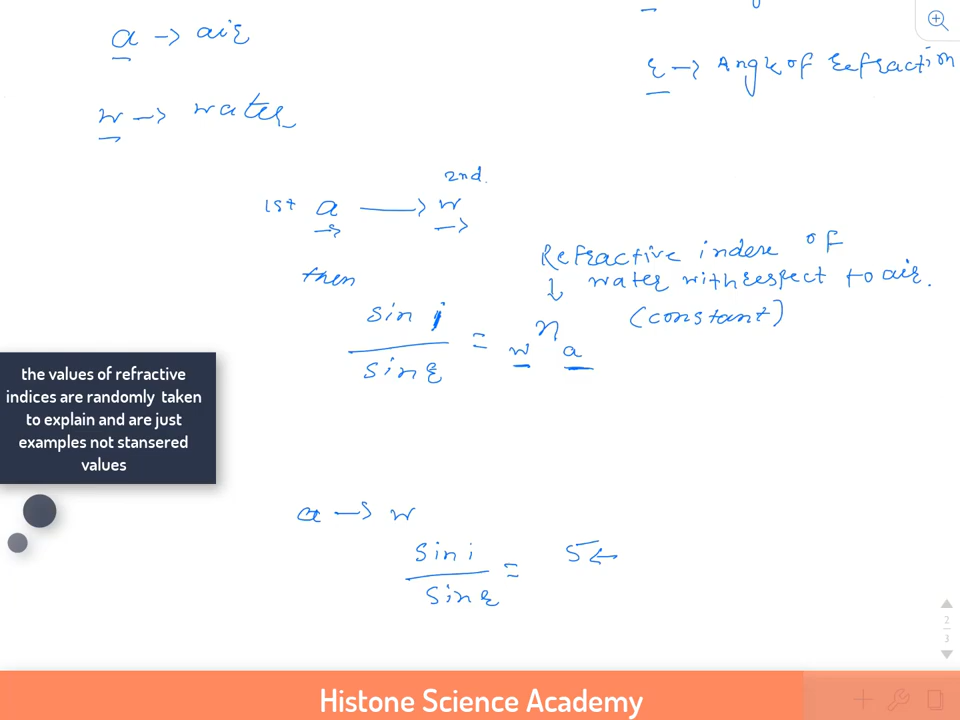 a → air
r → Angle of refraction
w → water
2nd.
1st a → w
Refractive index of
then ↓ water with respect to air.
sin i / sin r = w n a (constant)
the values of refractive
indices are randomly taken
to explain and are just
examples not stansered
values
a → w
sin i / sin r = 5 ←
2
3
Histone Science Academy